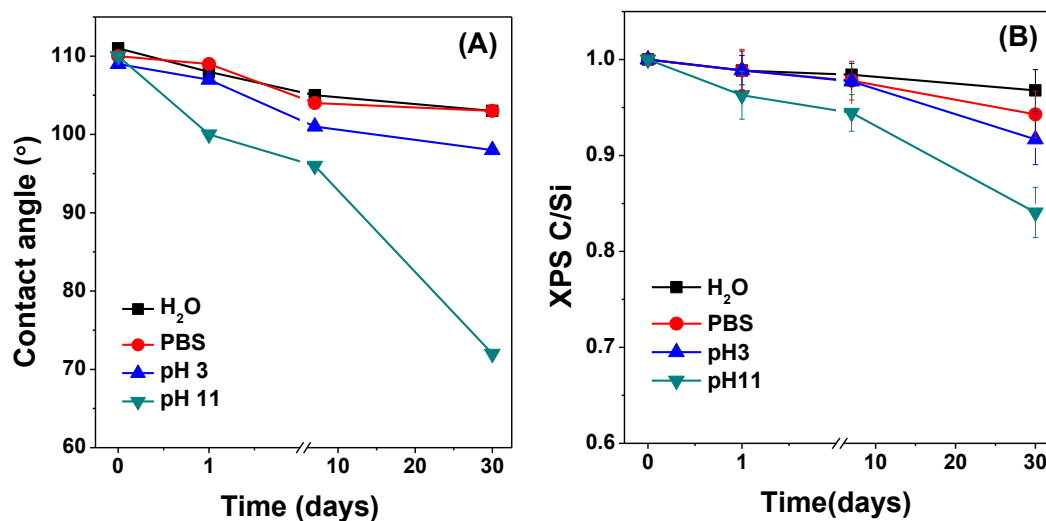 (A)
Contact angle (°)
110
100
90
80
70
60
H₂O
PBS
pH 3
pH 11
0
1
10
30
Time (days)
(B)
XPS C/Si
1.0
0.9
0.8
0.7
0.6
H₂O
PBS
pH3
pH11
0
1
10
30
Time(days)